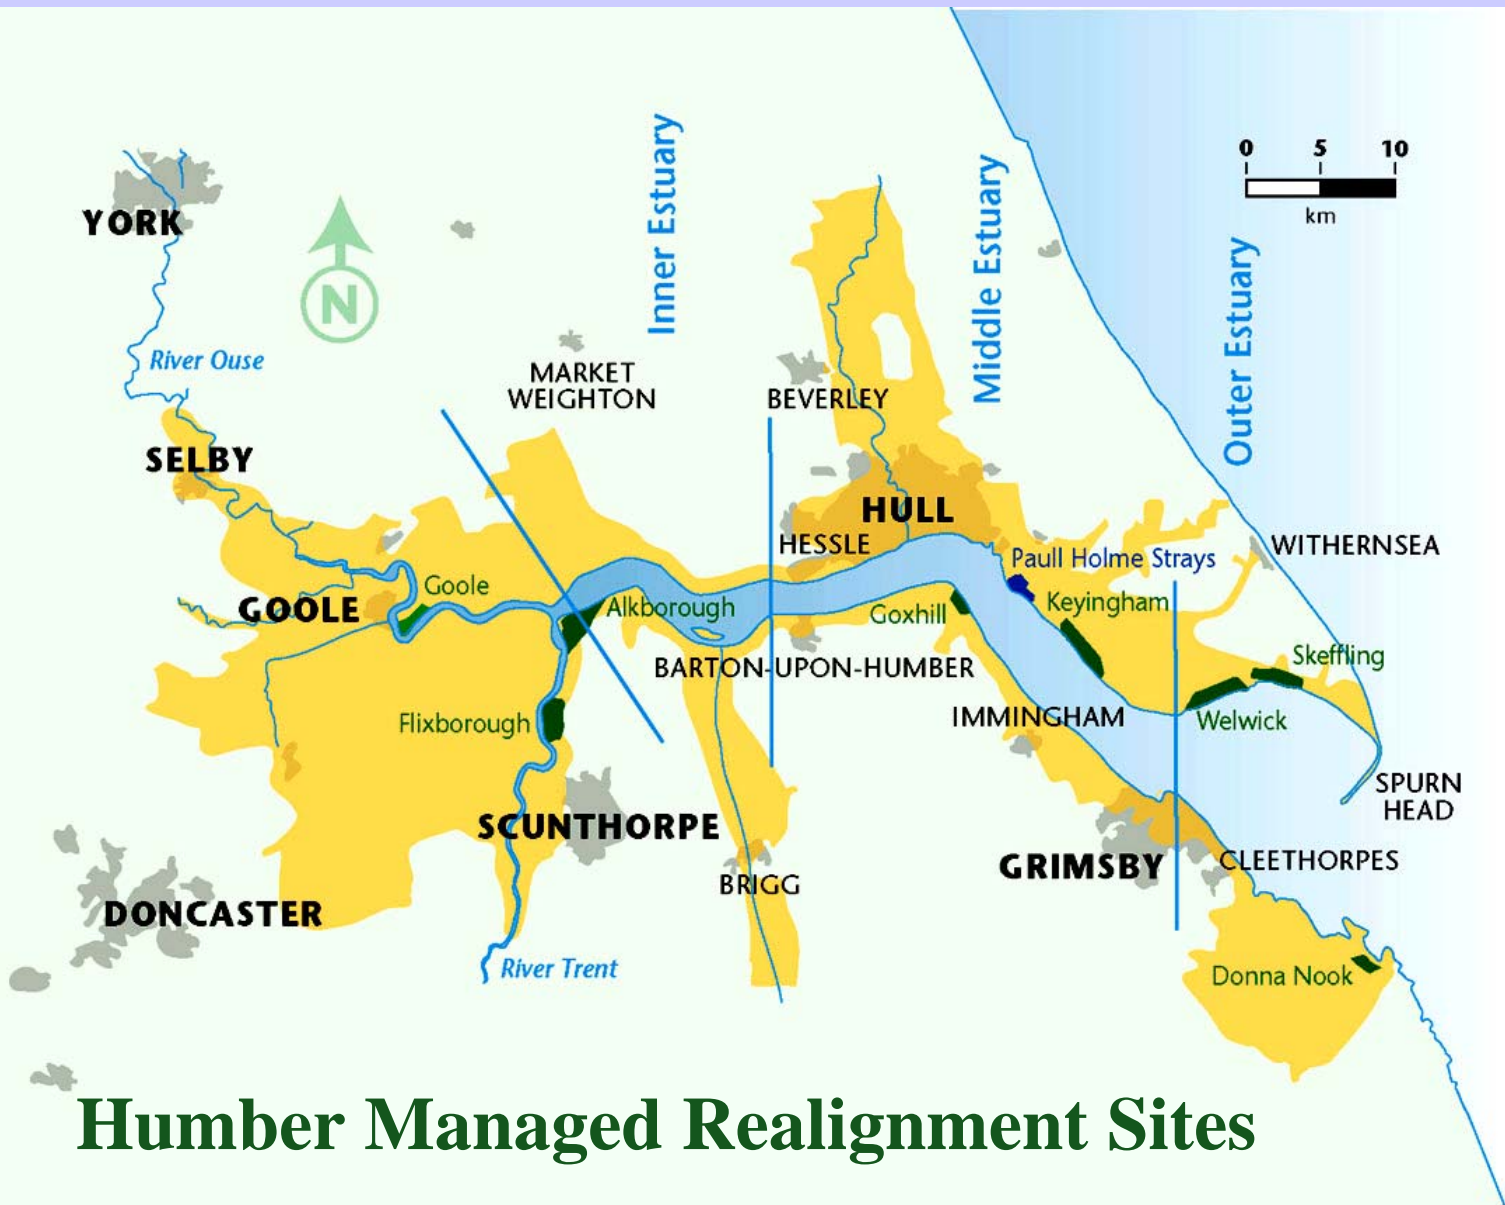 Inner Estuary
Middle Estuary
Outer Estuary
0 5 10
km
YORK
N
River Ouse
MARKET
WEIGHTON
BEVERLEY
SELBY
HULL
HESSLE
WITHERNSEA
Paull Holme Strays
Goole
GOOLE
Alkborough
Goxhill
Keyingham
Skeffling
BARTON-UPON-HUMBER
Flixborough
IMMINGHAM
Welwick
SPURN
HEAD
SCUNTHORPE
GRIMSBY
CLEETHORPES
BRIGG
DONCASTER
River Trent
Donna Nook
Humber Managed Realignment Sites